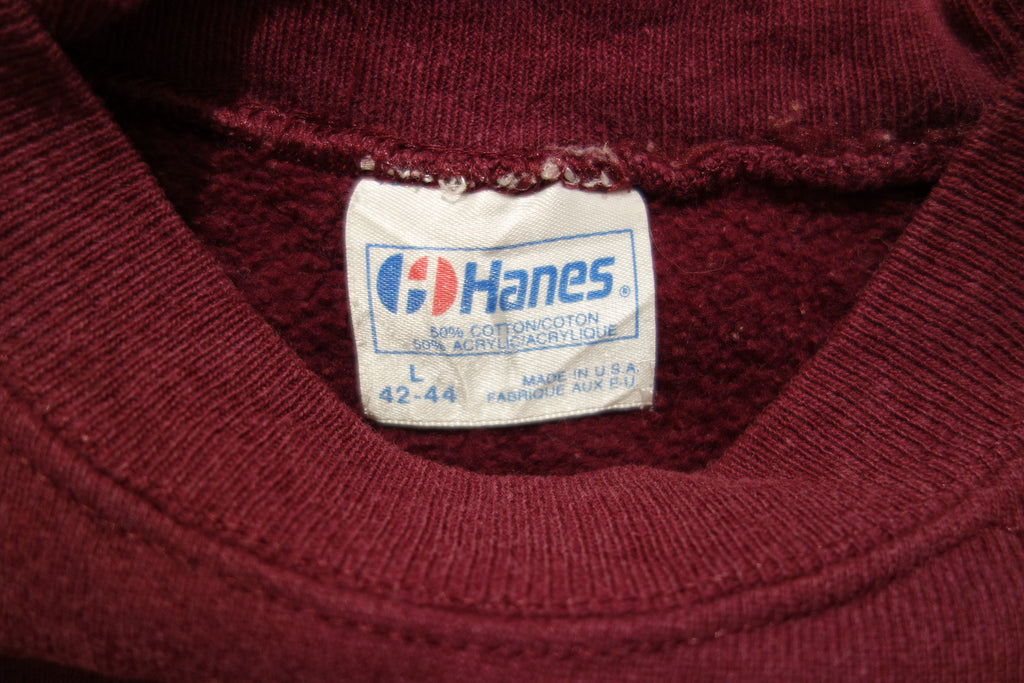 H Hanes®
50% COTTON/COTON
50% ACRYLIC/ACRYLIQUE
L
42-44
MADE IN U.S.A.
FABRIQUE AUX E-U.